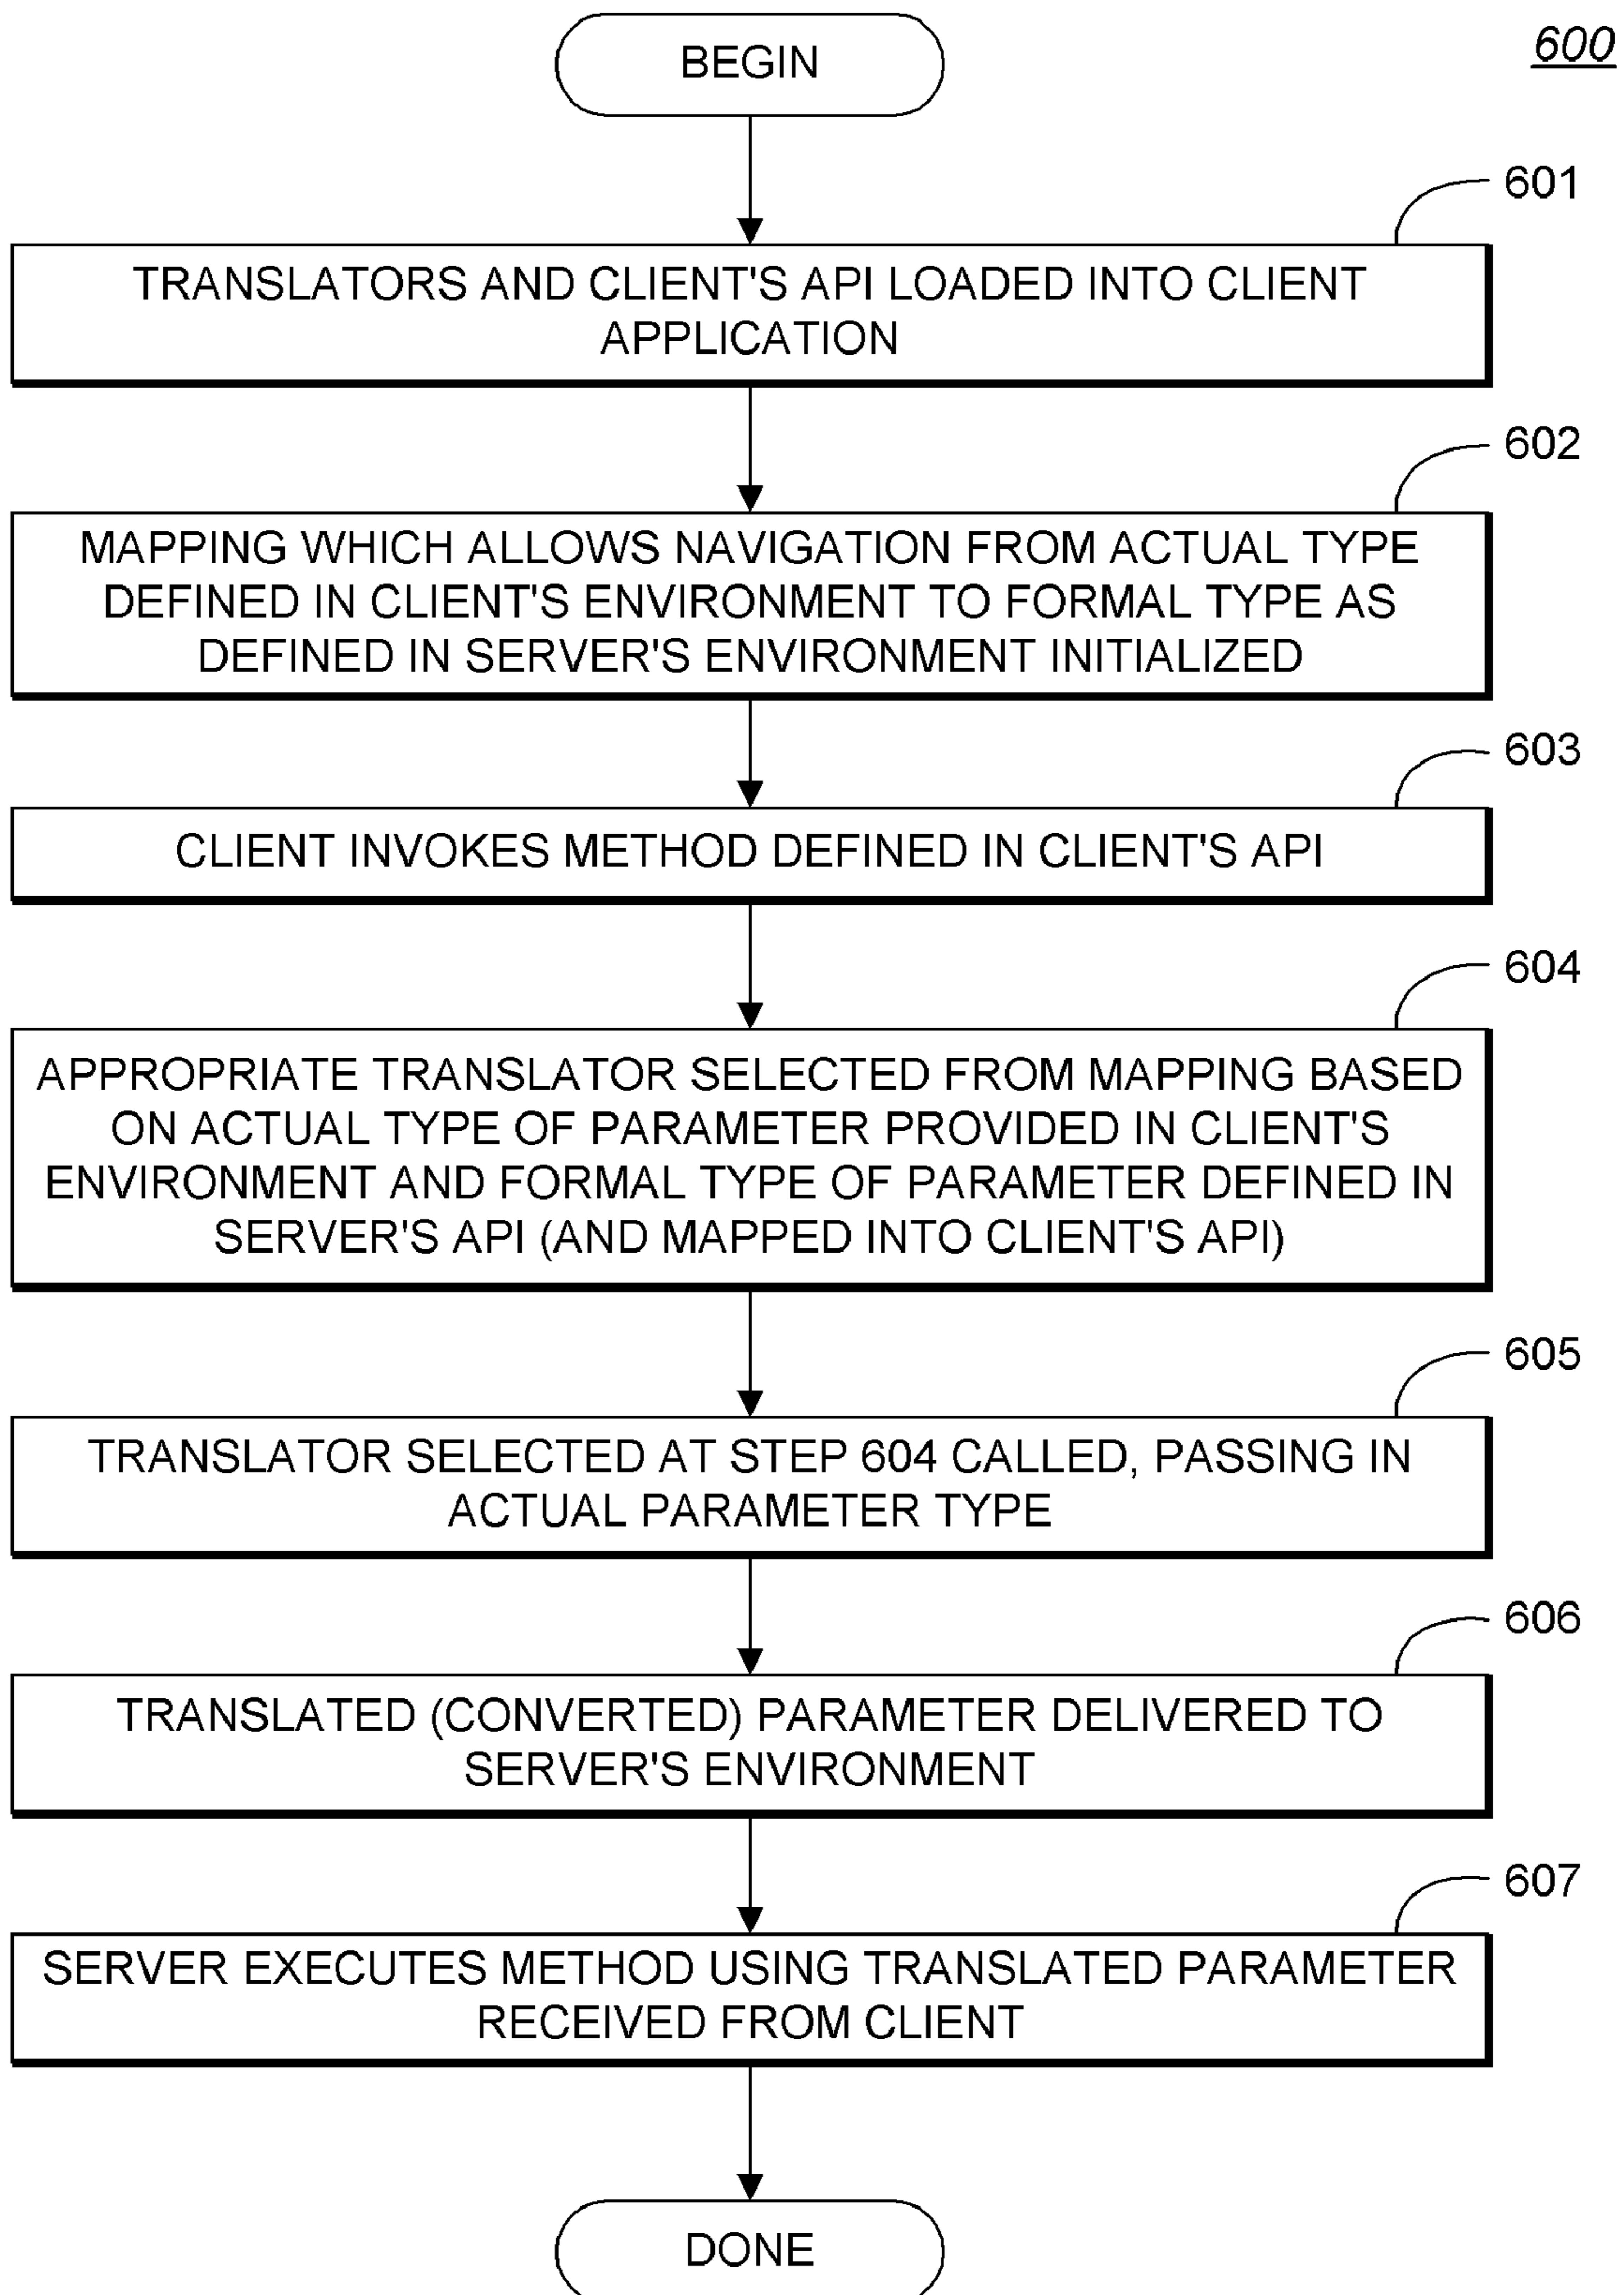 BEGIN
600
601
TRANSLATORS AND CLIENT'S API LOADED INTO CLIENT
APPLICATION
602
MAPPING WHICH ALLOWS NAVIGATION FROM ACTUAL TYPE
DEFINED IN CLIENT'S ENVIRONMENT TO FORMAL TYPE AS
DEFINED IN SERVER'S ENVIRONMENT INITIALIZED
603
CLIENT INVOKES METHOD DEFINED IN CLIENT'S API
604
APPROPRIATE TRANSLATOR SELECTED FROM MAPPING BASED
ON ACTUAL TYPE OF PARAMETER PROVIDED IN CLIENT'S
ENVIRONMENT AND FORMAL TYPE OF PARAMETER DEFINED IN
SERVER'S API (AND MAPPED INTO CLIENT'S API)
605
TRANSLATOR SELECTED AT STEP 604 CALLED, PASSING IN
ACTUAL PARAMETER TYPE
606
TRANSLATED (CONVERTED) PARAMETER DELIVERED TO
SERVER'S ENVIRONMENT
607
SERVER EXECUTES METHOD USING TRANSLATED PARAMETER
RECEIVED FROM CLIENT
DONE